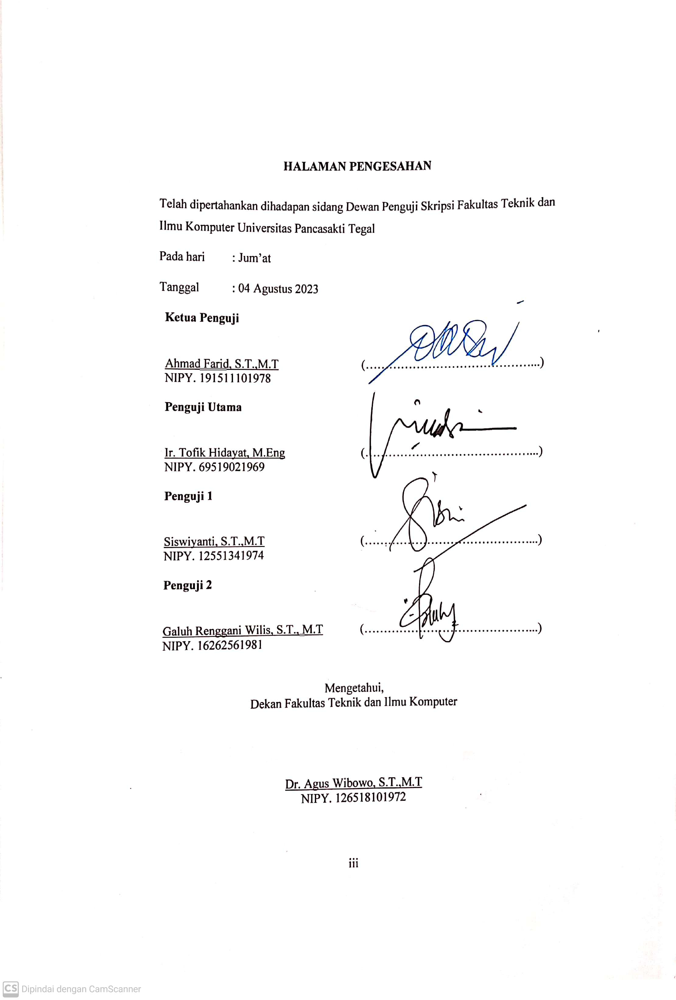 HALAMAN PENGESAHAN
Telah dipertahankan dihadapan sidang Dewan Penguji Skripsi Fakultas Teknik dan
Ilmu Komputer Universitas Pancasakti Tegal
Pada hari : Jum'at
Tanggal : 04 Agustus 2023
Ketua Penguji
Ahmad Farid, S.T.,M.T (..............................................................)
NIPY. 191511101978
Penguji Utama
Ir. Tofik Hidayat, M.Eng (..............................................................)
NIPY. 69519021969
Penguji 1
Siswiyanti, S.T.,M.T (..............................................................)
NIPY. 12551341974
Penguji 2
Galuh Renggani Wilis, S.T., M.T (..............................................................)
NIPY. 16262561981
Mengetahui,
Dekan Fakultas Teknik dan Ilmu Komputer
Dr. Agus Wibowo, S.T.,M.T
NIPY. 126518101972
iii
CS Dipindai dengan CamScanner